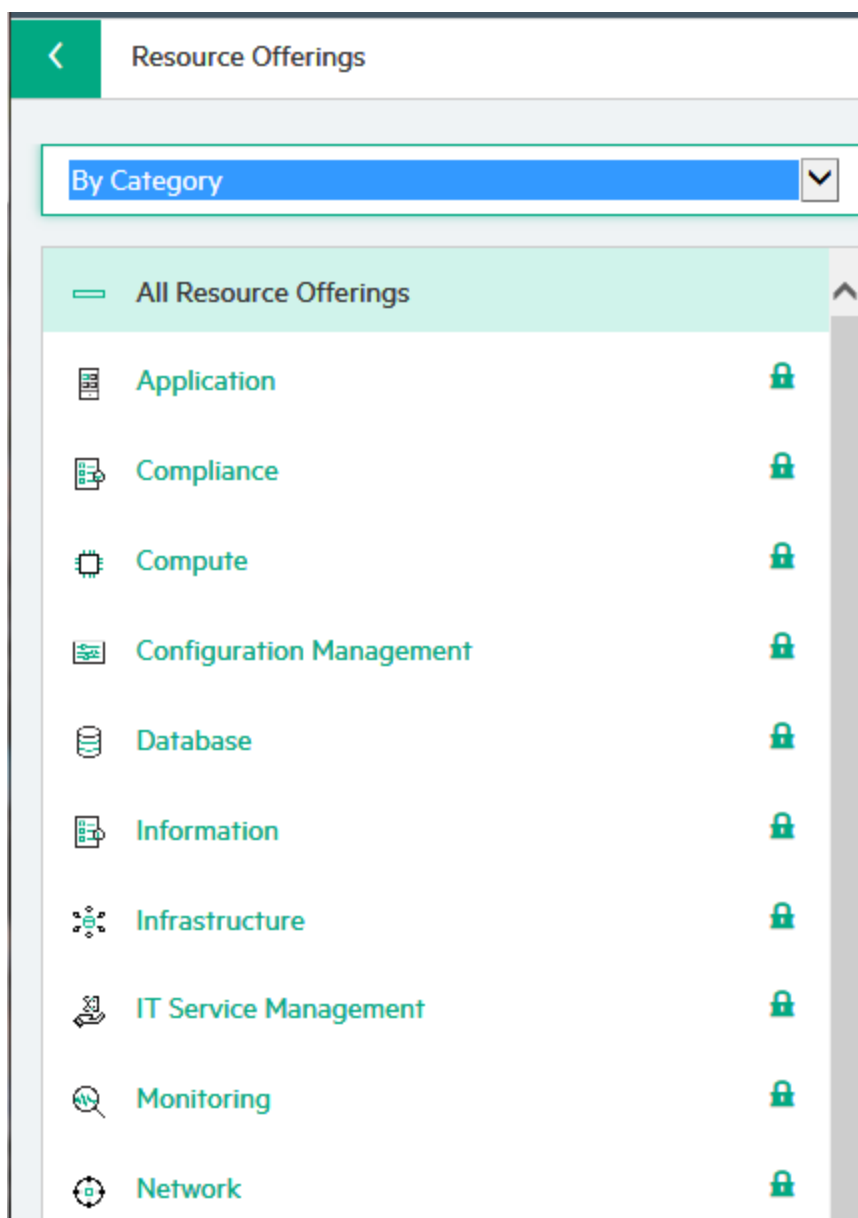 Resource Offerings
By Category
All Resource Offerings
Application
Compliance
Compute
Configuration Management
Database
Information
Infrastructure
IT Service Management
Monitoring
Network